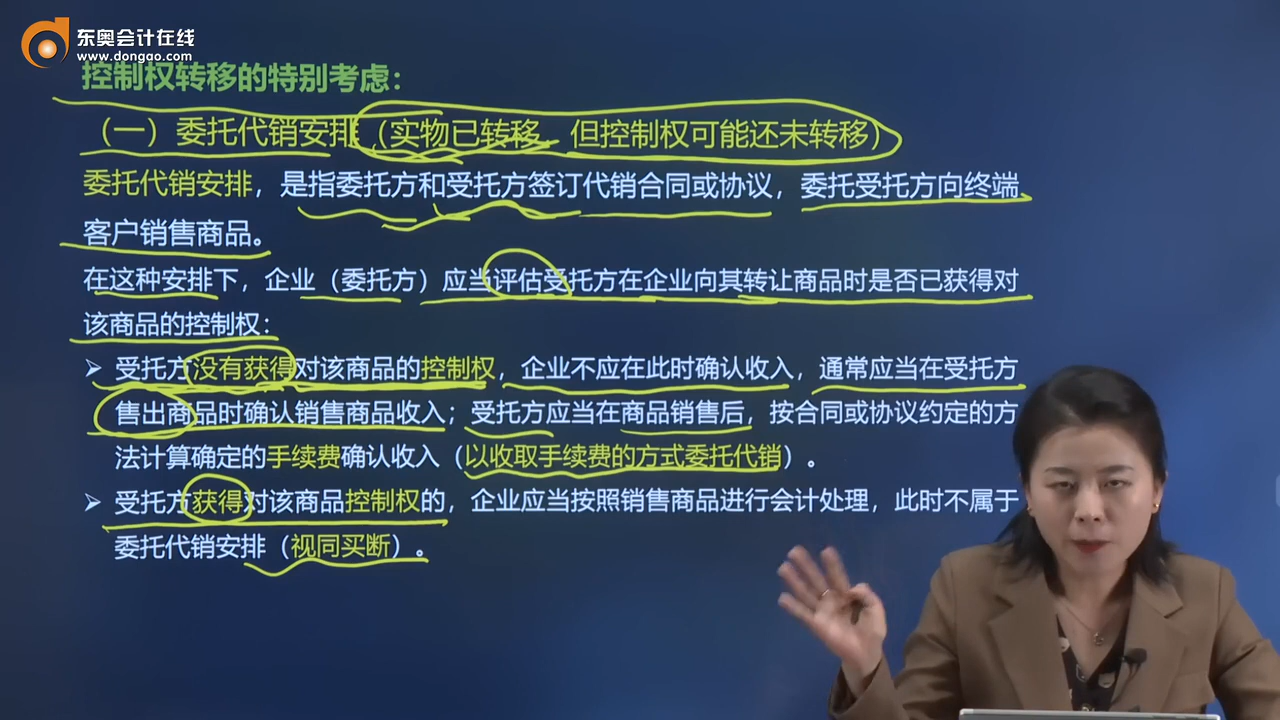 东奥会计在线
www.dongao.com
控制权转移的特别考虑：
（一）委托代销安排（实物已转移，但控制权可能还未转移）
委托代销安排，是指委托方和受托方签订代销合同或协议，委托受托方向终端
客户销售商品。
在这种安排下，企业（委托方）应当评估受托方在企业向其转让商品时是否已获得对
该商品的控制权：
➢ 受托方没有获得对该商品的控制权，企业不应在此时确认收入，通常应当在受托方
售出商品时确认销售商品收入；受托方应当在商品销售后，按合同或协议约定的方
法计算确定的手续费确认收入（以收取手续费的方式委托代销）。
➢ 受托方获得对该商品控制权的，企业应当按照销售商品进行会计处理，此时不属于
委托代销安排（视同买断）。